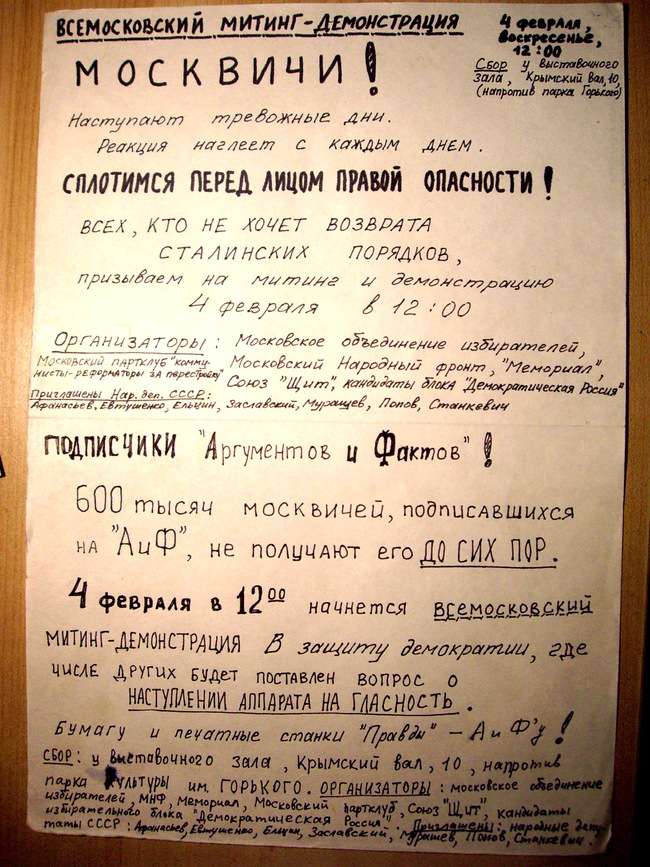 ВСЕМОСКОВСКИЙ МИТИНГ-ДЕМОНСТРАЦИЯ
4 февраля,
воскресенье,
12:00
Сбор у выставочного
зала, Крымский Вал,10,
(напротив парка Горького)
МОСКВИЧИ!
Наступают тревожные дни.
Реакция наглеет с каждым днем.
СПЛОТИМСЯ ПЕРЕД ЛИЦОМ ПРАВОЙ ОПАСНОСТИ!
ВСЕХ, КТО НЕ ХОЧЕТ ВОЗВРАТА
СТАЛИНСКИХ ПОРЯДКОВ,
призываем на митинг и демонстрацию
4 февраля в 12:00
Организаторы: Московское объединение избирателей,
Московский партклуб "комму-
нисты-реформаторы за перестройку"
Московский Народный фронт, "Мемориал",
Союз "Щит", кандидаты блока "Демократическая Россия"
Приглашены Нар. деп. СССР:
Афанасьев, Евтушенко, Ельцин, Заславский, Мурашев, Попов, Станкевич
ПОДПИСЧИКИ "Аргументов и Фактов"!
600 тысяч москвичей, подписавшихся
на "АиФ", не получают его ДО СИХ ПОР.
4 февраля в 12 00 начнется ВСЕМОСКОВСКИЙ
МИТИНГ-ДЕМОНСТРАЦИЯ В защиту демократии, где
ЧИСЛЕ ДРУГИХ БУДЕТ ПОСТАВЛЕН ВОПРОС О
НАСТУПЛЕНИИ АППАРАТА НА ГЛАСНОСТЬ.
Бумагу и печатные станки "Правды" - АиФ'у!
СБОР: у выставочного зала, Крымский вал, 10, напротив
парка культуры им. ГОРЬКОГО. ОРГАНИЗАТОРЫ: московское объединение
избирателей, МНФ, Мемориал, Московский партклуб, Союз "Щит", кандидаты
избирательного блока "Демократическая Россия". Приглашены: народные депу-
таты СССР: Афанасьев, Евтушенко, Ельцин, Заславский, Мурашев, Попов, Станкевич.